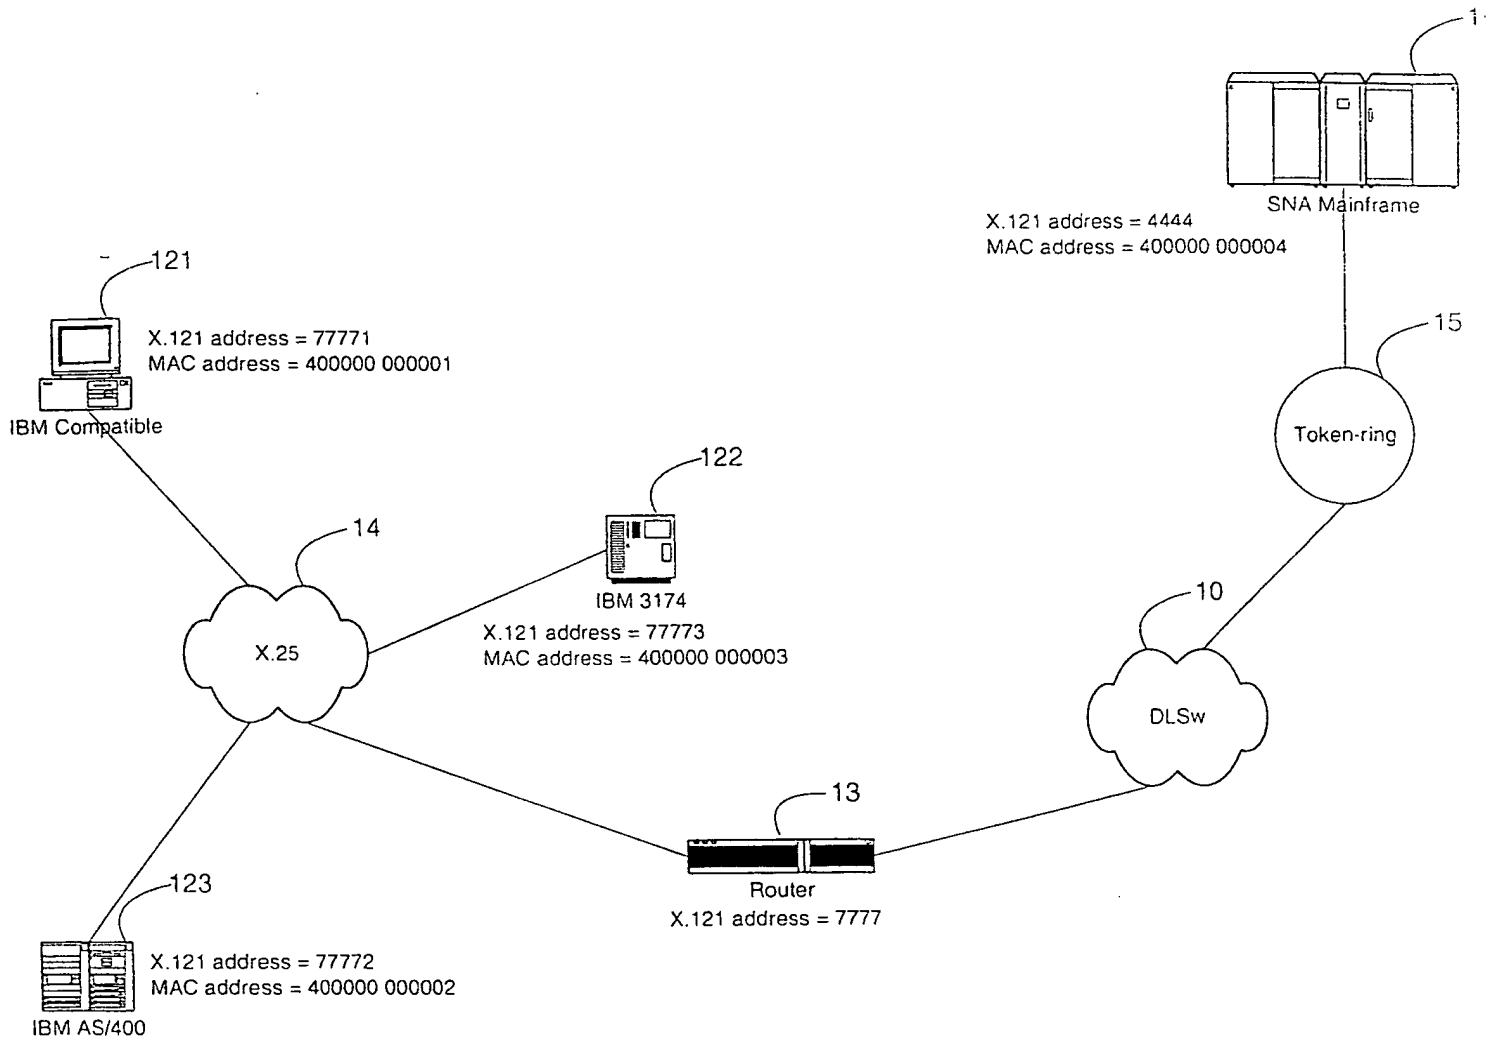 SNA Mainframe
X.121 address = 4444
MAC address = 400000 000004
121
X.121 address = 77771
MAC address = 400000 000001
IBM Compatible
15
Token-ring
122
14
IBM 3174
X.121 address = 77773
MAC address = 400000 000003
X.25
10
DLSw
13
Router
X.121 address = 7777
123
X.121 address = 77772
MAC address = 400000 000002
IBM AS/400